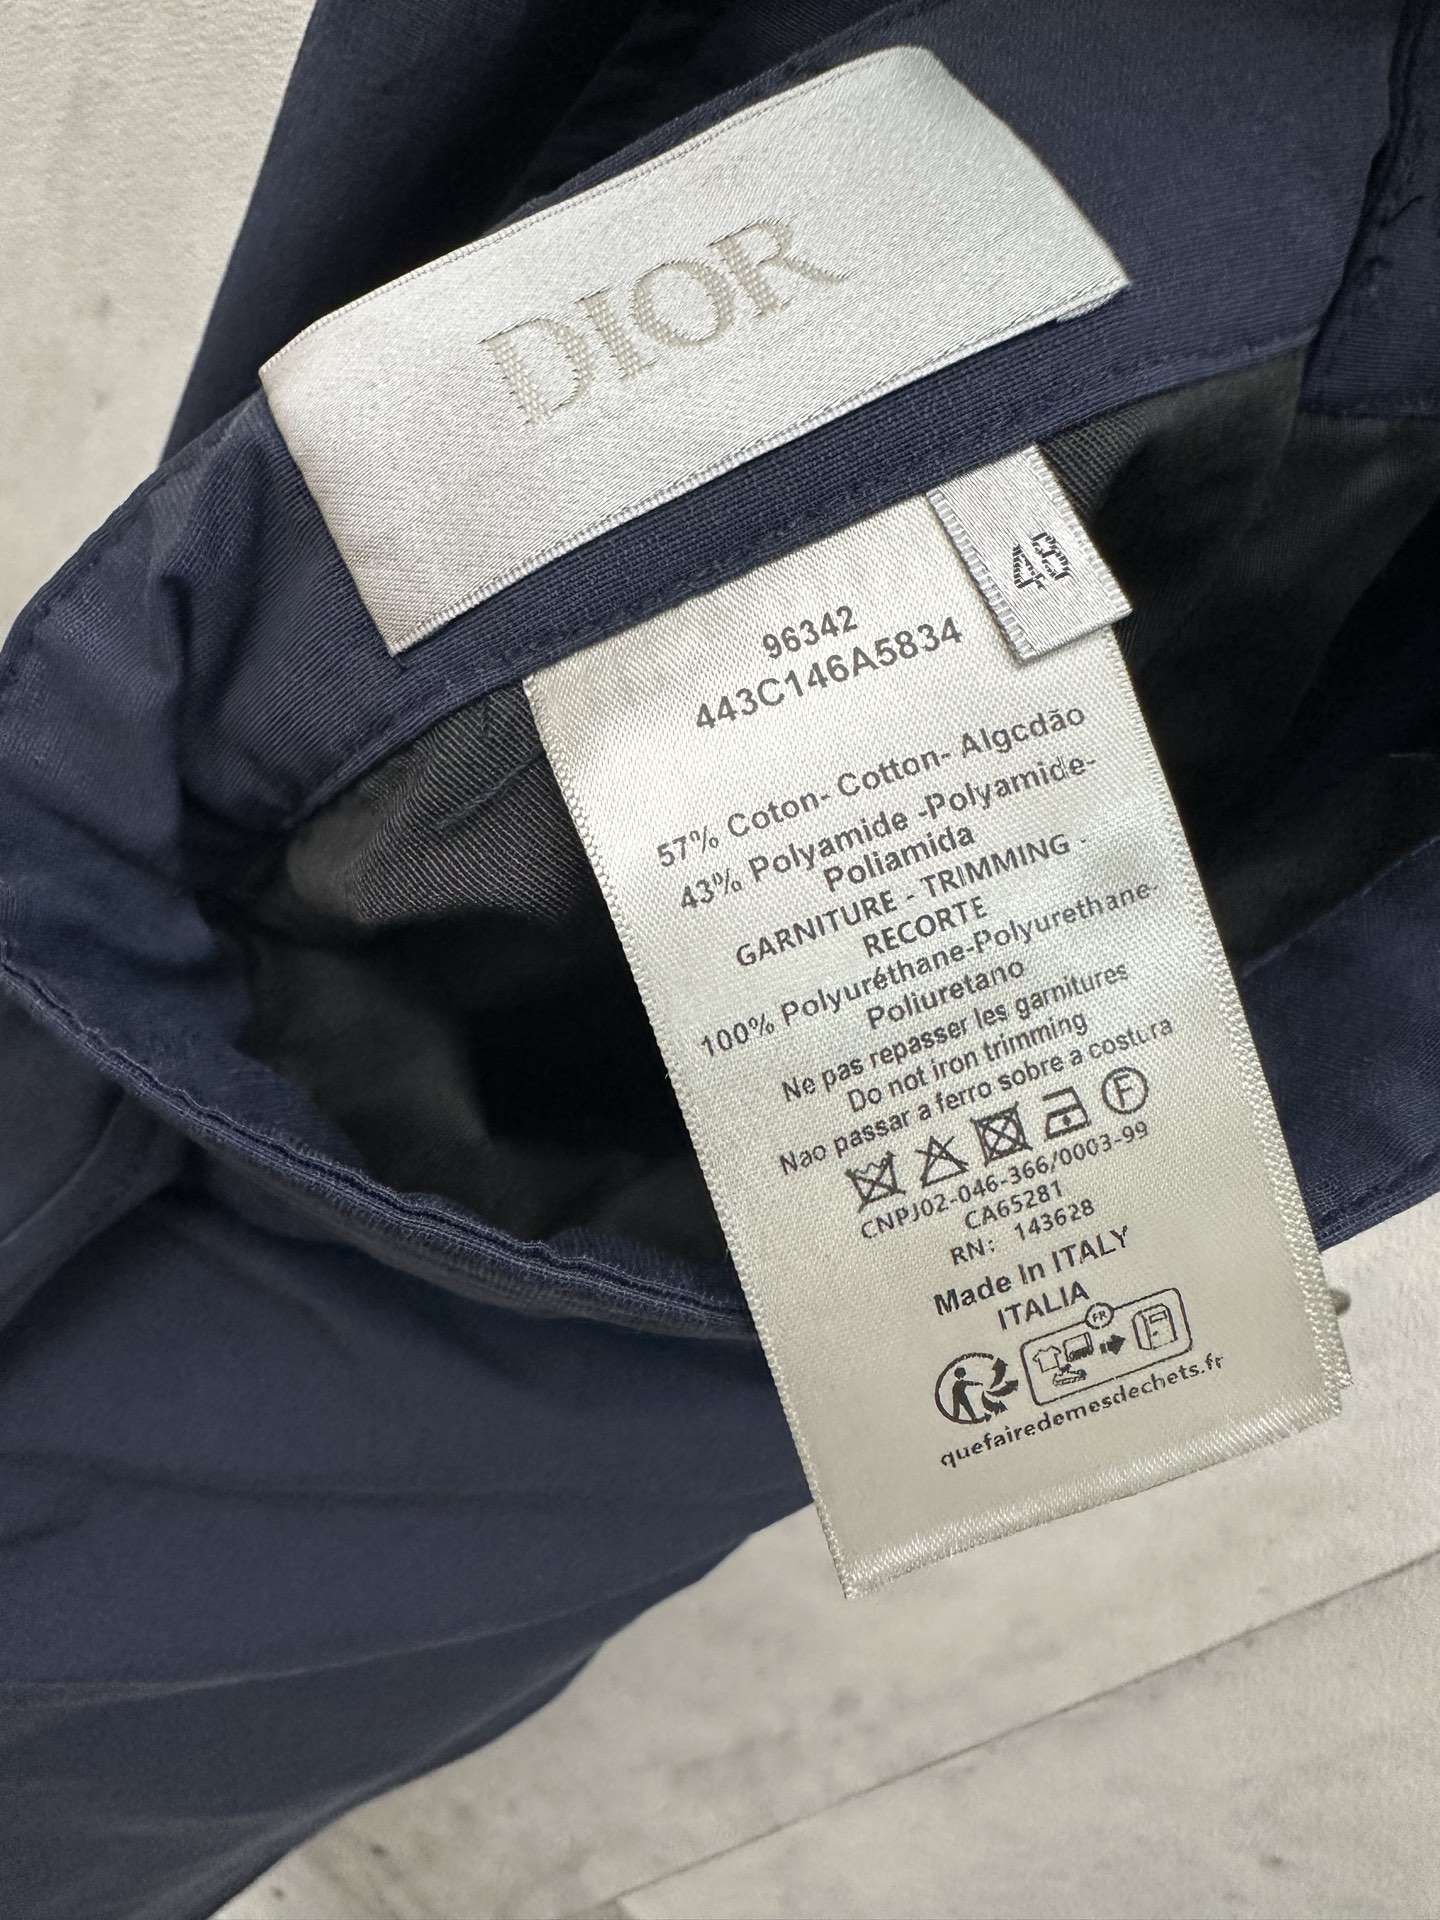 DIOR
48
96342
443C146A5834
57% Coton- Cotton- Algcdão
43% Polyamide -Polyamide-
Poliamida
GARNITURE - TRIMMING -
RECORTE
100% Polyuréthane-Polyurethane-
Poliuretano
Ne pas repasser les garnitures
Do not iron trimming
Nao passar a ferro sobre a costura
F
CNPJ02-046-366/0003-99
CA65281
RN: 143628
Made In ITALY
ITALIA
FR
quefairedemesdechets.fr